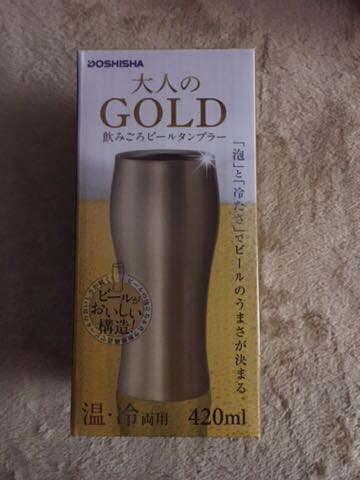 DOSHISHA
大人の
GOLD
飲みごろビールタンブラー
「泡」と「冷たさ」でビールのうまさが決まる。
ビールが
おいしい
構造!
温・冷両用
420ml